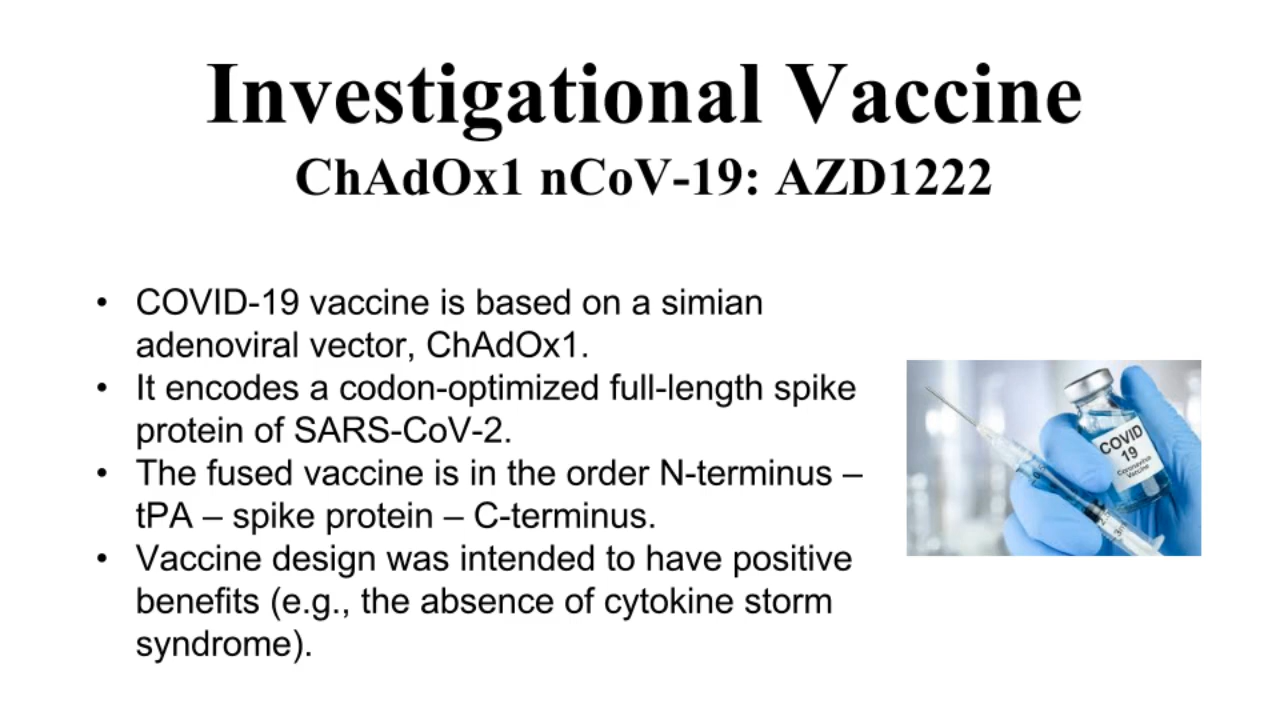 Investigational Vaccine
ChAdOx1 nCoV-19: AZD1222
• COVID-19 vaccine is based on a simian
adenoviral vector, ChAdOx1.
• It encodes a codon-optimized full-length spike
protein of SARS-CoV-2.
• The fused vaccine is in the order N-terminus –
tPA – spike protein – C-terminus.
• Vaccine design was intended to have positive
benefits (e.g., the absence of cytokine storm
syndrome).
COVID
19
Coronavirus
Vaccine